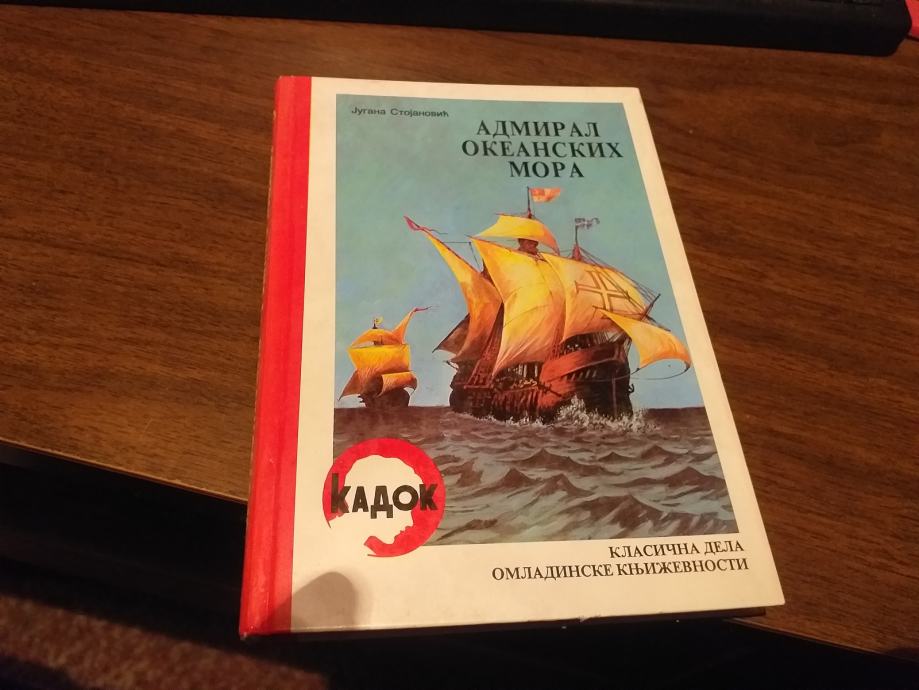 Југана Стојановић
АДМИРАЛ
ОКЕАНСКИХ
МОРА
КАДОК
КЛАСИЧНА ДЕЛА
ОМЛАДИНСКЕ КЊИЖЕВНОСТИ